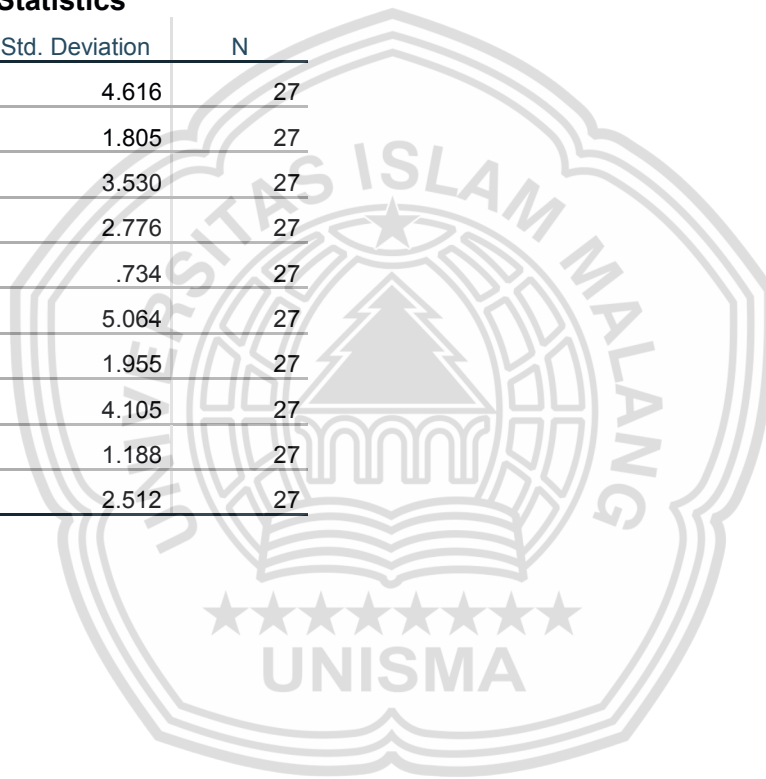 Statistics
Std. Deviation N
4.616 27
1.805 27
3.530 27
2.776 27
.734 27
5.064 27
1.955 27
4.105 27
1.188 27
2.512 27
UNIVERSITAS ISLAM MALANG
UNISMA